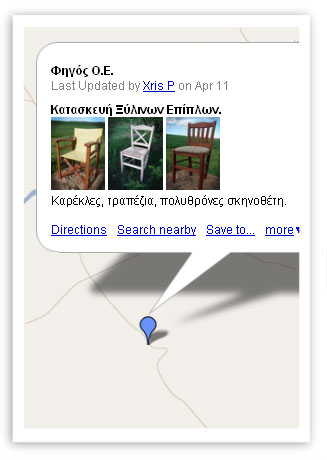 Φηγός Ο.Ε.
Last Updated by Xris P on Apr 11
Κατασκευή Ξύλινων Επίπλων.
Καρέκλες, τραπέζια, πολυθρόνες σκηνοθέτη.
Directions Search nearby Save to... more▼